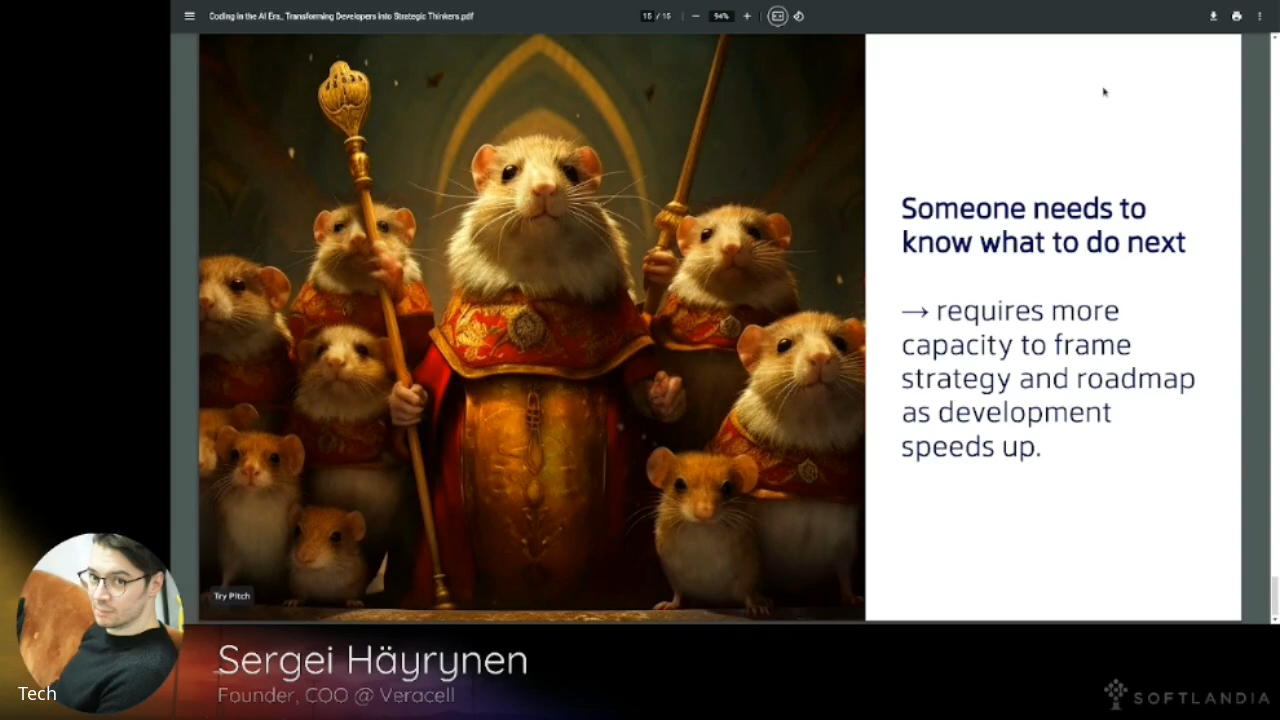 Coding in the AI Era_ Transforming Developers into Strategic Thinkers.pdf
15 / 15
94%
Someone needs to
know what to do next
→ requires more
capacity to frame
strategy and roadmap
as development
speeds up.
Try Pitch
Sergei Häyrynen
Founder, COO @ Veracell
Tech
SOFTLANDIA